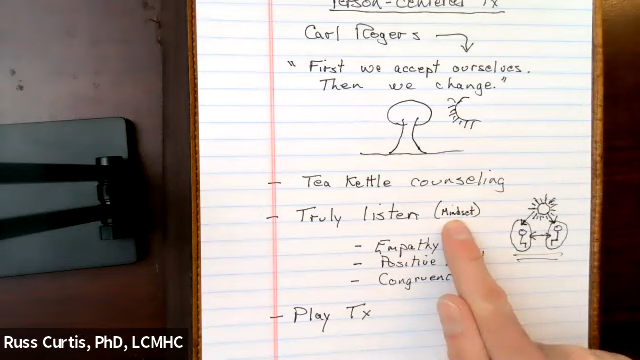 Person-Centered Tx
Carl Rogers
" First we accept ourselves.
Then we change."
- Tea Kettle counseling
- Truly listen (Mindset)
- Empathy
- Positive
- Congruenc
- Play Tx
Russ Curtis, PhD, LCMHC